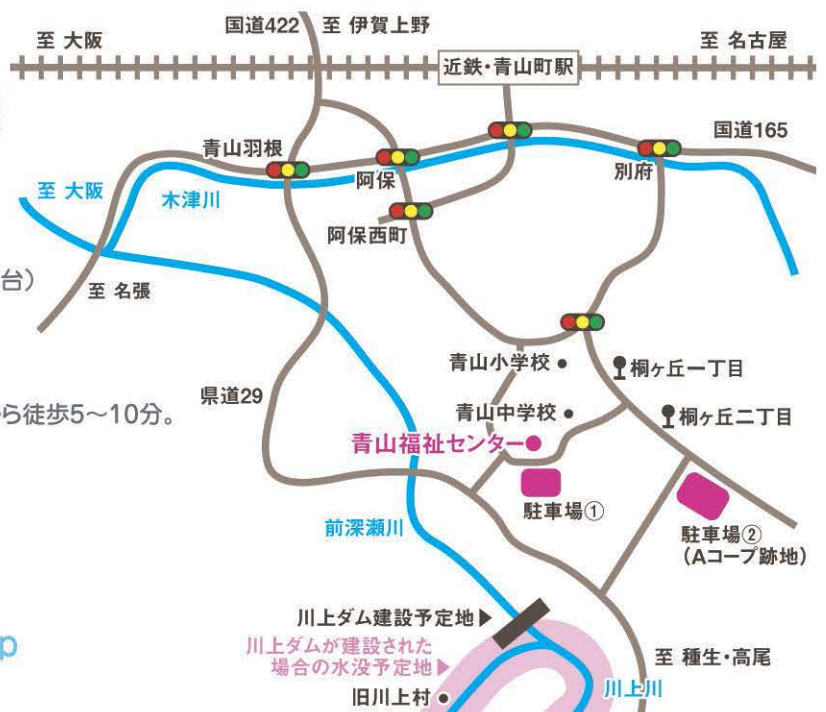 国道422
至 伊賀上野
至 大阪
至 名古屋
近鉄・青山町駅
国道165
青山羽根
阿保
別府
至 大阪
木津川
阿保西町
台）
至 名張
青山小学校
桐ヶ丘一丁目
県道29
ら徒歩5〜10分。
青山中学校
桐ヶ丘二丁目
青山福祉センター
駐車場①
前深瀬川
駐車場②
（Aコープ跡地）
川上ダム建設予定地▶
川上ダムが建設された
場合の水没予定地▶
p
至 種生・高尾
川上川
旧川上村